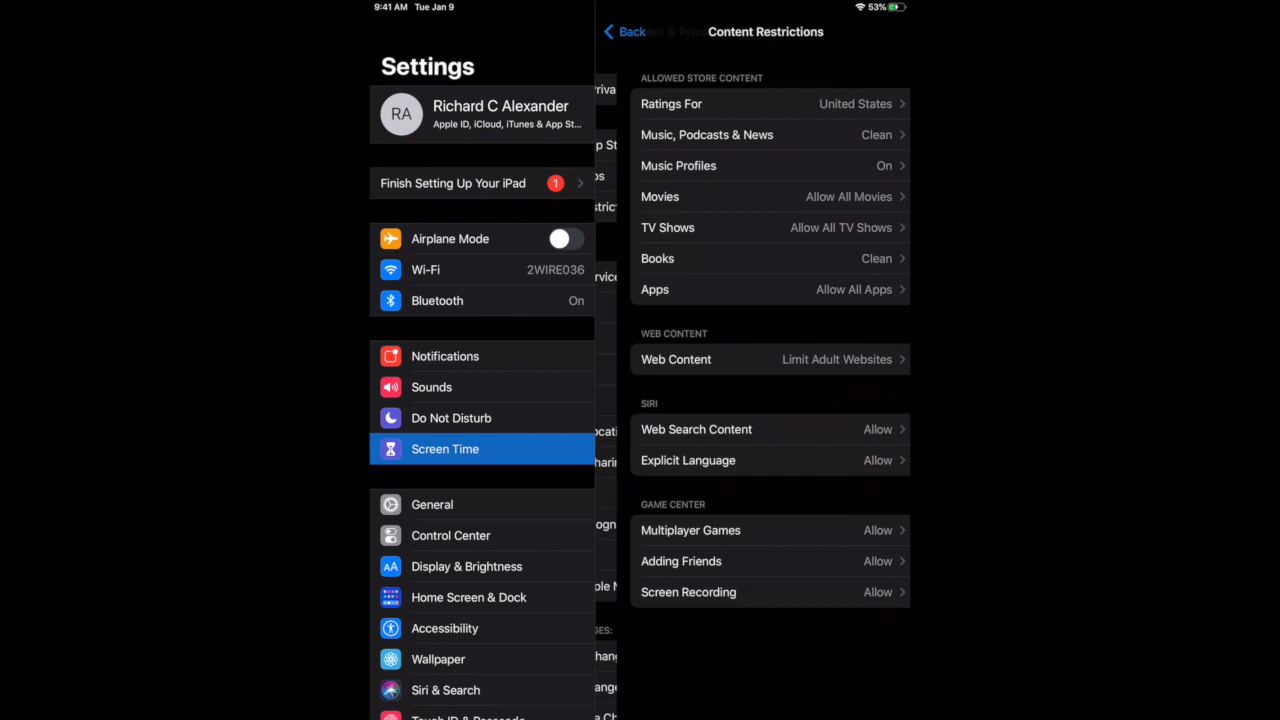 9:41 AM Tue Jan 9
53%
Settings
RA
Richard C Alexander
Apple ID, iCloud, iTunes & App St...
Finish Setting Up Your iPad 1
Airplane Mode
Wi-Fi 2WIRE036
Bluetooth On
Notifications
Sounds
Do Not Disturb
Screen Time
General
Control Center
AA Display & Brightness
Home Screen & Dock
Accessibility
Wallpaper
Siri & Search
Back
Content Restrictions
ALLOWED STORE CONTENT
Ratings For United States
Music, Podcasts & News Clean
Music Profiles On
Movies Allow All Movies
TV Shows Allow All TV Shows
Books Clean
Apps Allow All Apps
WEB CONTENT
Web Content Limit Adult Websites
SIRI
Web Search Content Allow
Explicit Language Allow
GAME CENTER
Multiplayer Games Allow
Adding Friends Allow
Screen Recording Allow